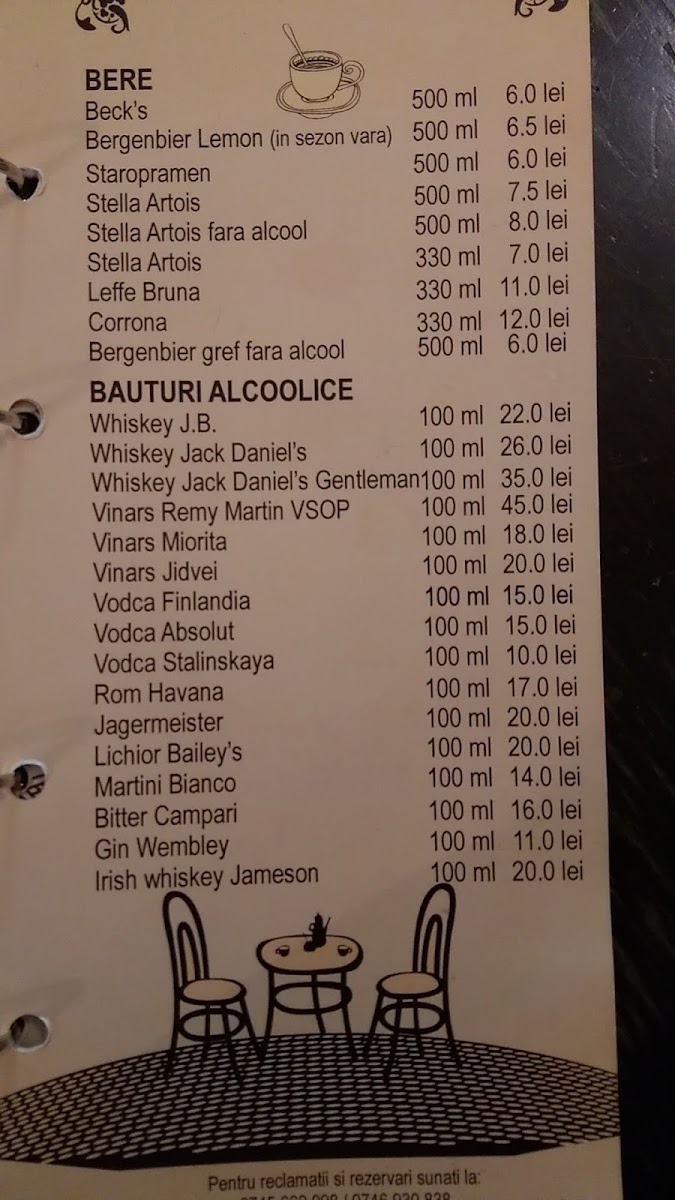 BERE
Beck's 500 ml 6.0 lei
Bergenbier Lemon (in sezon vara) 500 ml 6.5 lei
Staropramen 500 ml 6.0 lei
Stella Artois 500 ml 7.5 lei
Stella Artois fara alcool 500 ml 8.0 lei
Stella Artois 330 ml 7.0 lei
Leffe Bruna 330 ml 11.0 lei
Corrona 330 ml 12.0 lei
Bergenbier gref fara alcool 500 ml 6.0 lei
BAUTURI ALCOOLICE
Whiskey J.B. 100 ml 22.0 lei
Whiskey Jack Daniel's 100 ml 26.0 lei
Whiskey Jack Daniel's Gentleman 100 ml 35.0 lei
Vinars Remy Martin VSOP 100 ml 45.0 lei
Vinars Miorita 100 ml 18.0 lei
Vinars Jidvei 100 ml 20.0 lei
Vodca Finlandia 100 ml 15.0 lei
Vodca Absolut 100 ml 15.0 lei
Vodca Stalinskaya 100 ml 10.0 lei
Rom Havana 100 ml 17.0 lei
Jagermeister 100 ml 20.0 lei
Lichior Bailey's 100 ml 20.0 lei
Martini Bianco 100 ml 14.0 lei
Bitter Campari 100 ml 16.0 lei
Gin Wembley 100 ml 11.0 lei
Irish whiskey Jameson 100 ml 20.0 lei
Pentru reclamatii si rezervari sunati la: